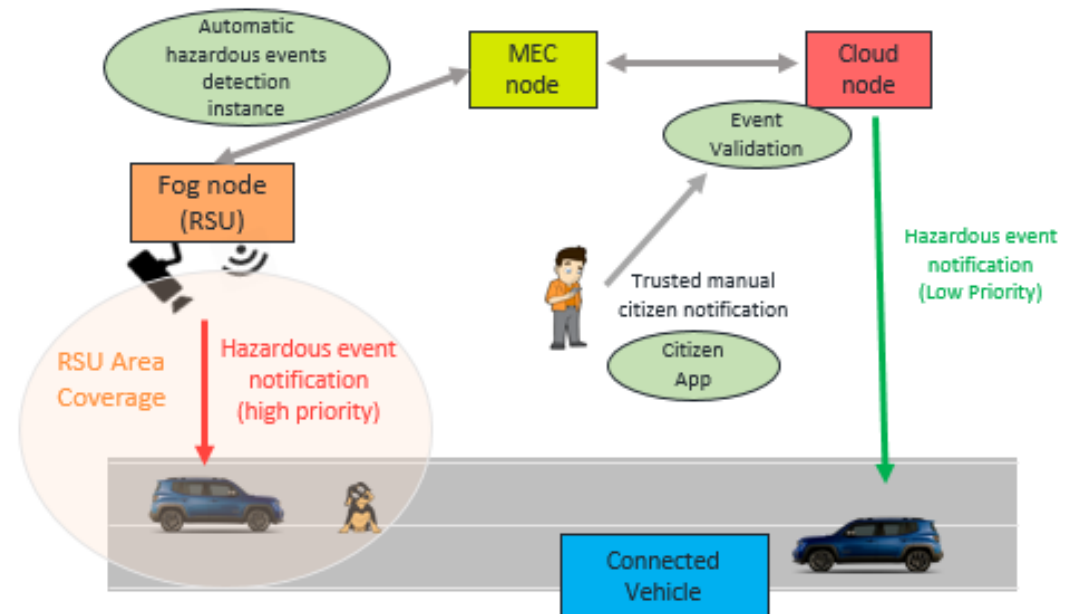 Automatic
hazardous events
detection
instance
MEC
node
Cloud
node
Event
Validation
Fog node
(RSU)
Hazardous event
notification
(Low Priority)
Trusted manual
citizen notification
Citizen
App
RSU Area
Coverage
Hazardous event
notification
(high priority)
Connected
Vehicle